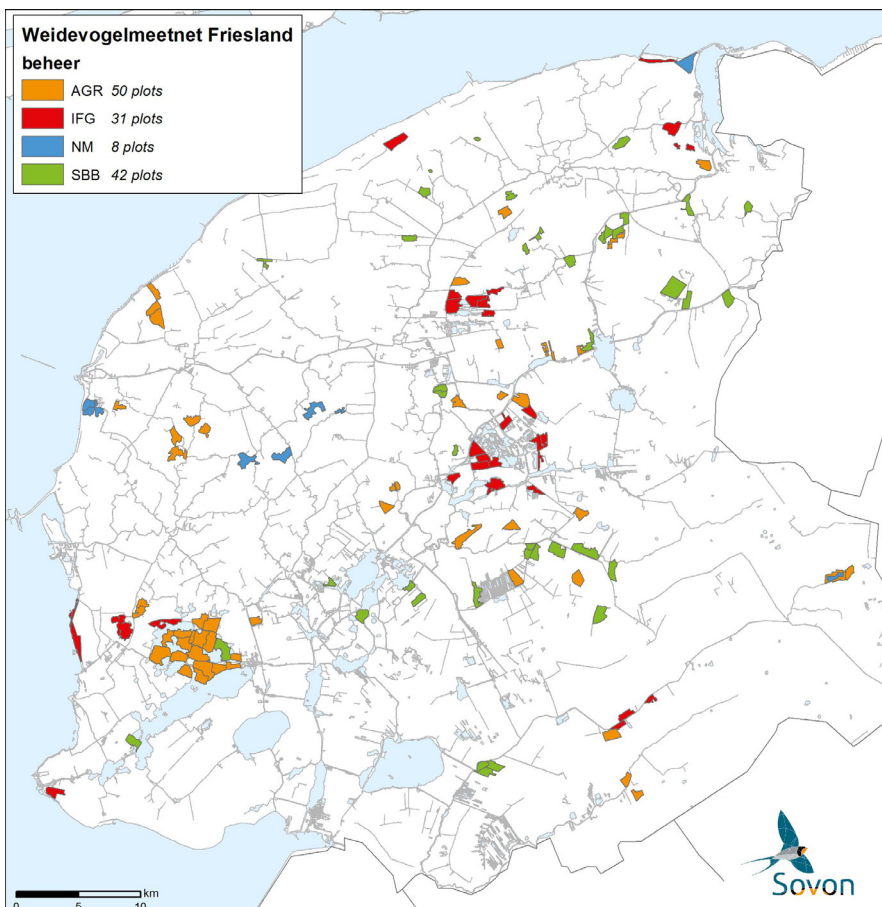 Weidevogelmeetnet Friesland
beheer
AGR 50 plots
IFG 31 plots
NM 8 plots
SBB 42 plots
km
0 5 10
Sovon